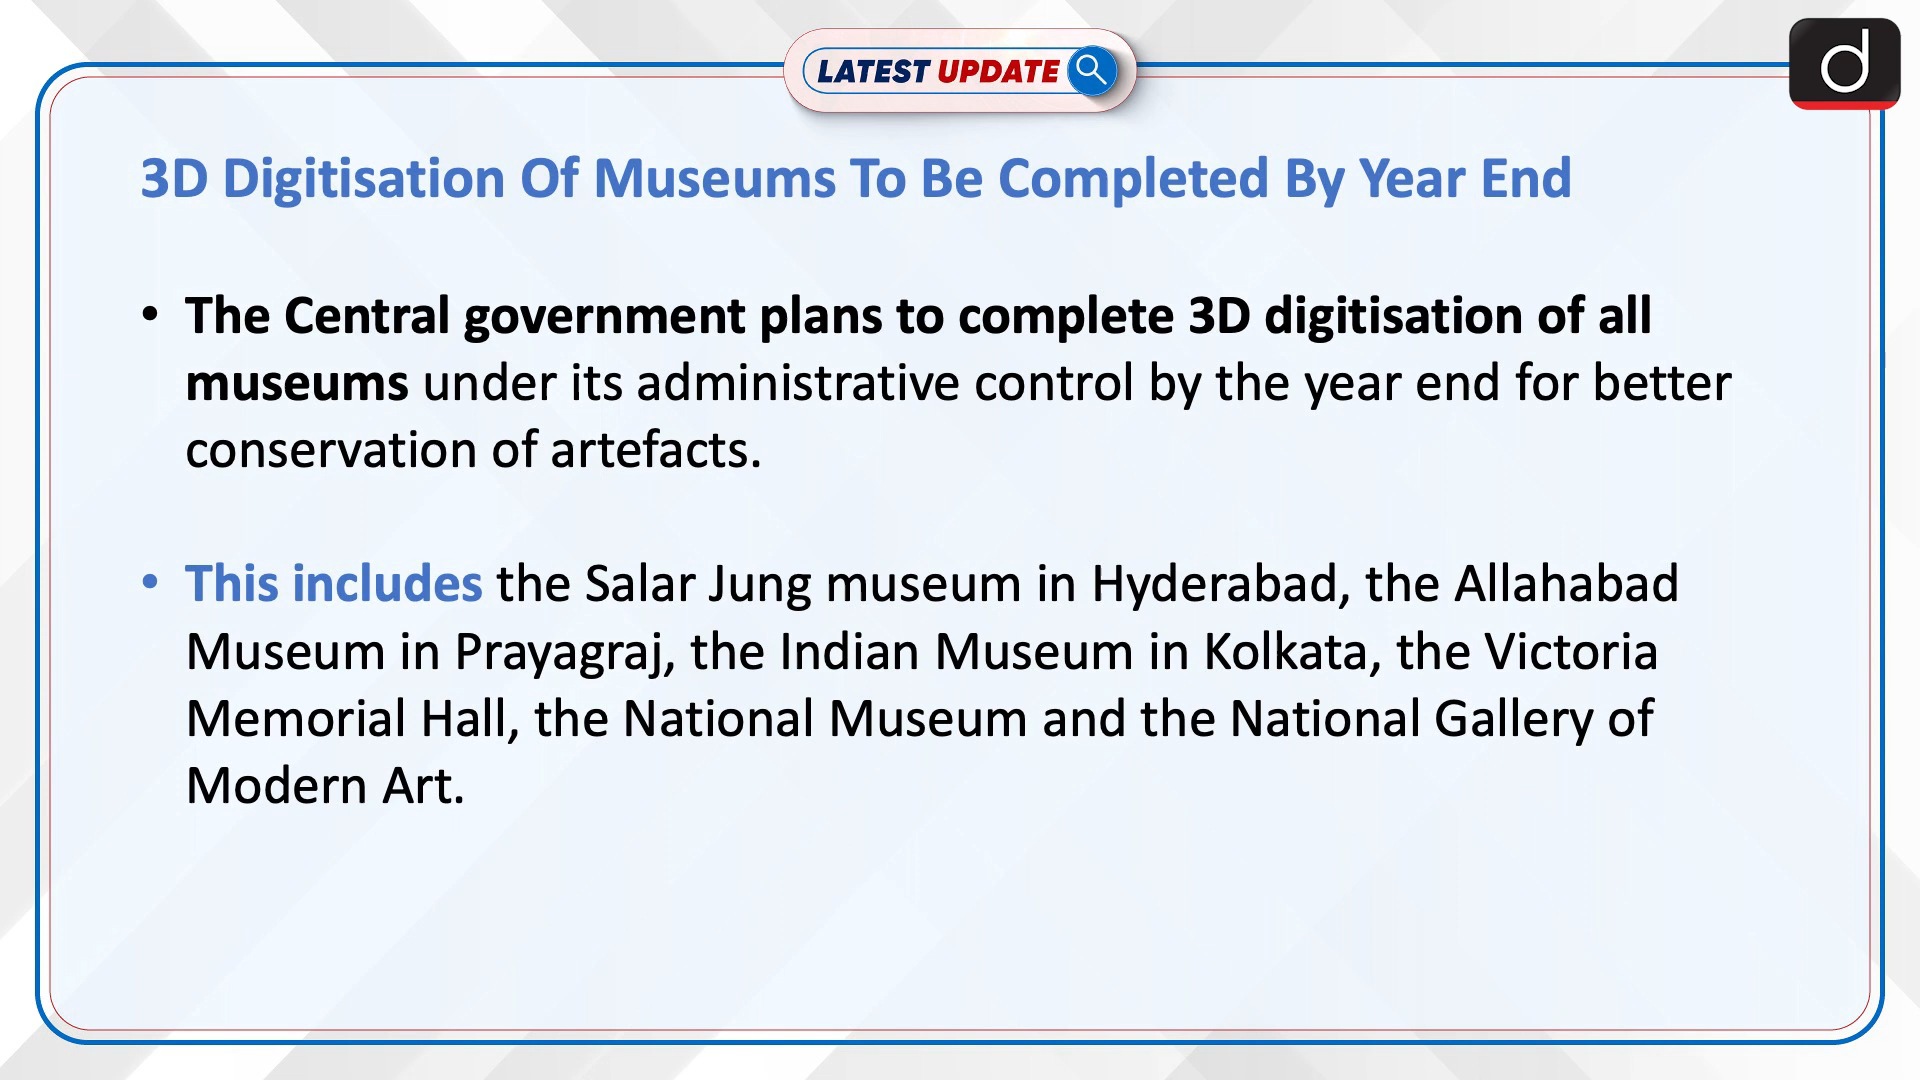 LATEST UPDATE
d
3D Digitisation Of Museums To Be Completed By Year End
• The Central government plans to complete 3D digitisation of all
museums under its administrative control by the year end for better
conservation of artefacts.
• This includes the Salar Jung museum in Hyderabad, the Allahabad
Museum in Prayagraj, the Indian Museum in Kolkata, the Victoria
Memorial Hall, the National Museum and the National Gallery of
Modern Art.